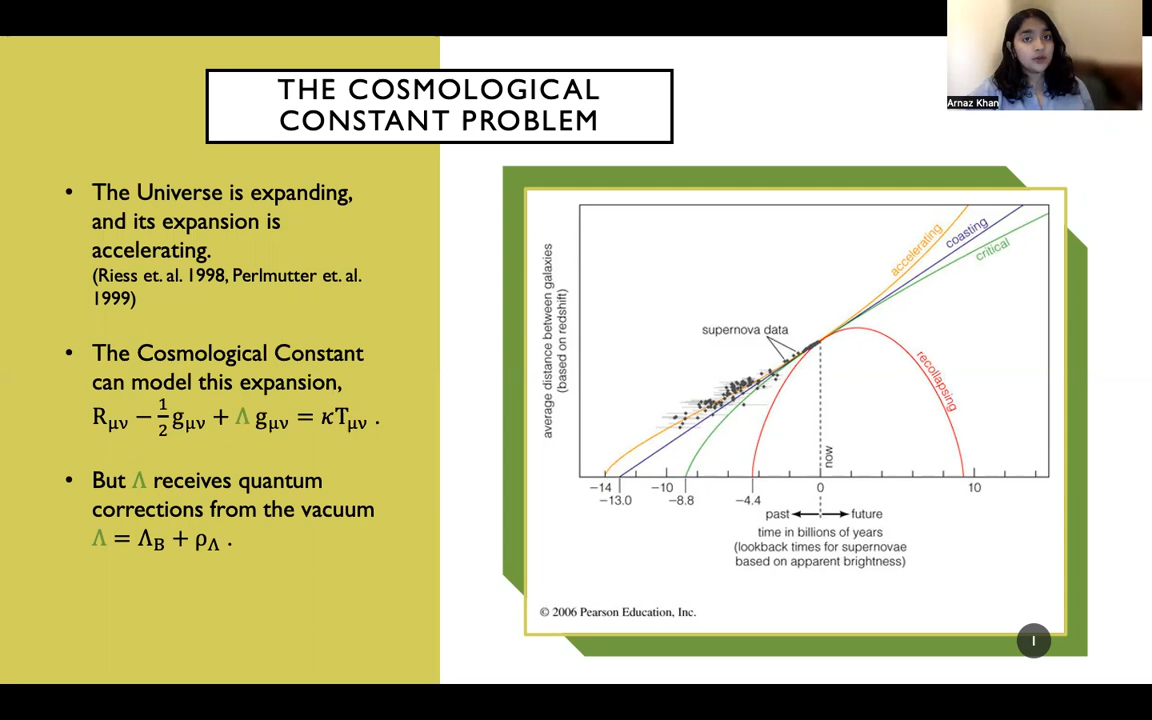 Arnaz Khan
THE COSMOLOGICAL
CONSTANT PROBLEM
• The Universe is expanding,
and its expansion is
accelerating.
(Riess et. al. 1998, Perlmutter et. al.
1999)
• The Cosmological Constant
can model this expansion,
Rμν − 1/2 gμν + Λ gμν = κTμν .
• But Λ receives quantum
corrections from the vacuum
Λ = ΛB + ρΛ .
average distance between galaxies
(based on redshift)
accelerating
coasting
critical
supernova data
recollapsing
now
−14 −10 0 10
−13.0 −8.8 −4.4
past future
time in billions of years
(lookback times for supernovae
based on apparent brightness)
© 2006 Pearson Education, Inc.
1